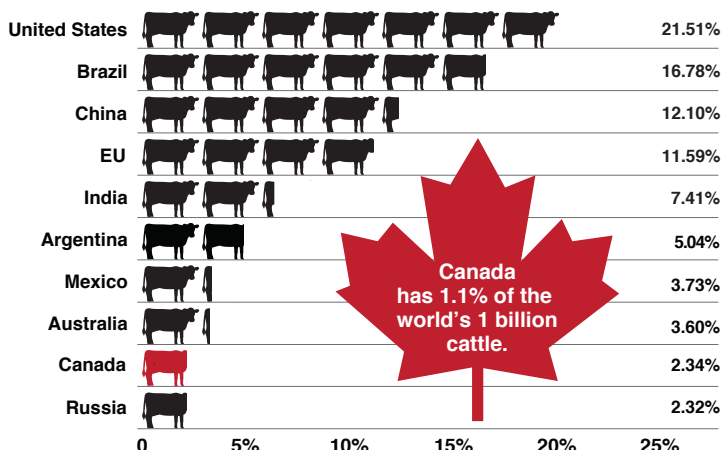 United States 21.51%
Brazil 16.78%
China 12.10%
EU 11.59%
India 7.41%
Argentina 5.04%
Mexico 3.73%
Australia 3.60%
Canada 2.34%
Russia 2.32%
Canada
has 1.1% of the
world's 1 billion
cattle.
0 5% 10% 15% 20% 25%